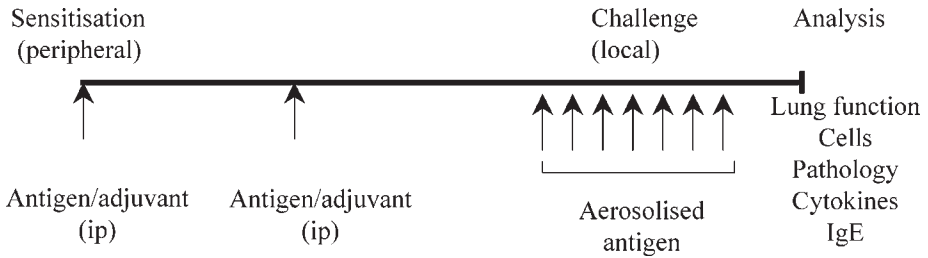 Sensitisation
(peripheral)
Challenge
(local)
Analysis
Antigen/adjuvant
(ip)
Antigen/adjuvant
(ip)
Aerosolised
antigen
Lung function
Cells
Pathology
Cytokines
IgE